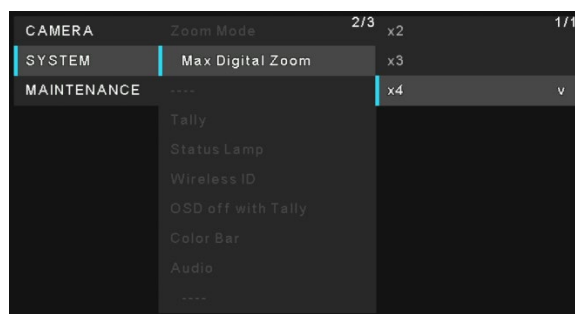 CAMERA
SYSTEM
MAINTENANCE
Zoom Mode 2/3
Max Digital Zoom
----
Tally
Status Lamp
Wireless ID
OSD off with Tally
Color Bar
Audio
----
x2 1/1
x3
x4 v